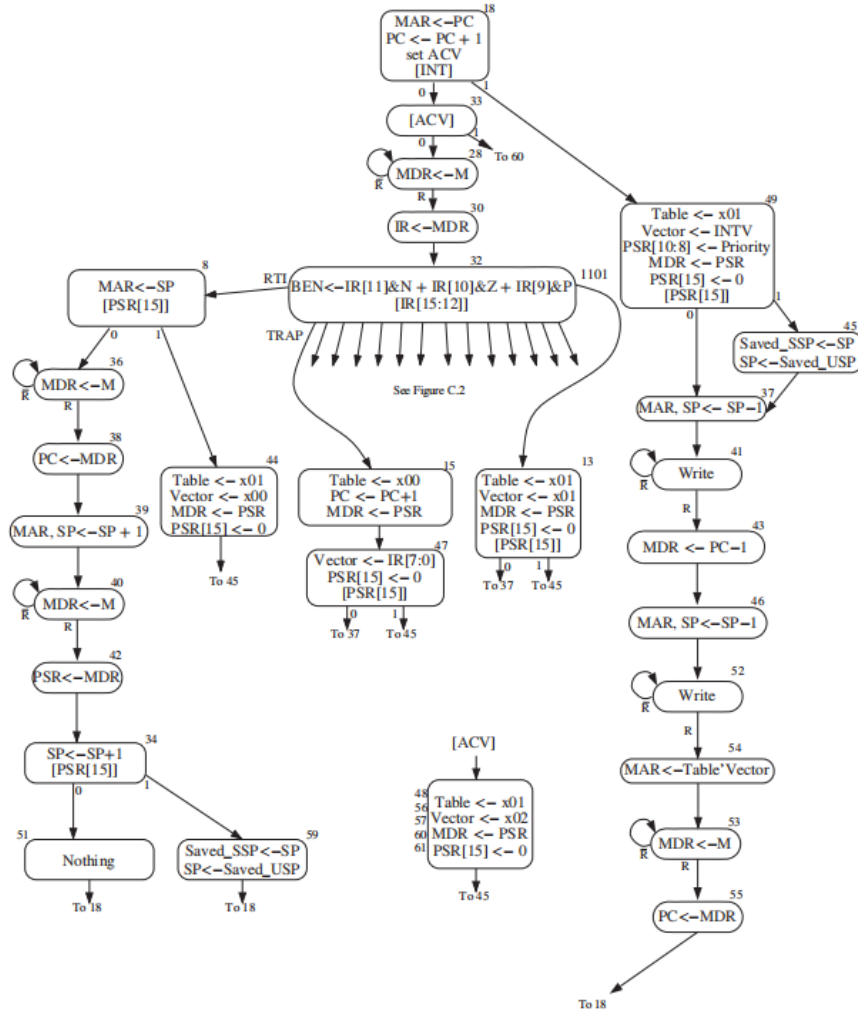 18
MAR<-PC
PC <- PC + 1
set ACV
[INT]
0
1
33
[ACV]
0
1
To 60
28
MDR<-M
R̅
R
30
IR<-MDR
32
BEN<-IR[11]&N + IR[10]&Z + IR[9]&P
[IR[15:12]]
RTI
1101
TRAP
See Figure C.2
8
MAR<-SP
[PSR[15]]
0
1
36
MDR<-M
R̅
R
38
PC<-MDR
39
MAR, SP<-SP + 1
40
MDR<-M
R̅
R
42
PSR<-MDR
34
SP<-SP+1
[PSR[15]]
0
1
51
Nothing
To 18
59
Saved_SSP<-SP
SP<-Saved_USP
To 18
44
Table <- x01
Vector <- x00
MDR <- PSR
PSR[15] <- 0
To 45
15
Table <- x00
PC <- PC+1
MDR <- PSR
47
Vector <- IR[7:0]
PSR[15] <- 0
[PSR[15]]
0
1
To 37
To 45
13
Table <- x01
Vector <- x01
MDR <- PSR
PSR[15] <- 0
[PSR[15]]
0
1
To 37
To 45
[ACV]
48
56
57
60
61
Table <- x01
Vector <- x02
MDR <- PSR
PSR[15] <- 0
To 45
49
Table <- x01
Vector <- INTV
PSR[10:8] <- Priority
MDR <- PSR
PSR[15] <- 0
[PSR[15]]
0
1
45
Saved_SSP<-SP
SP<-Saved_USP
37
MAR, SP <- SP-1
41
Write
R̅
R
43
MDR <- PC-1
46
MAR, SP<-SP-1
52
Write
R̅
R
54
MAR<-Table'Vector
53
MDR<-M
R̅
R
55
PC<-MDR
To 18